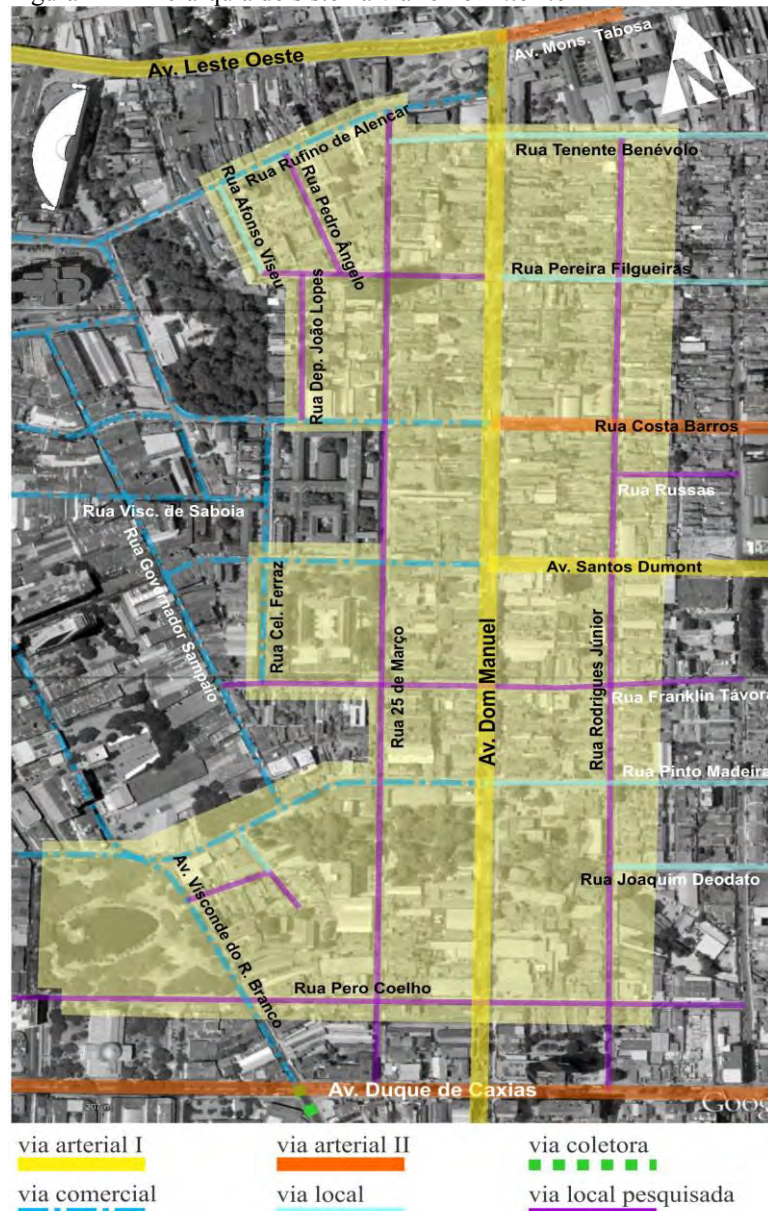 Av. Leste Oeste
Av. Mons. Tabosa
N
Rua Rufino de Alencar
Rua Tenente Benévolo
Rua Afonso Viseu
Rua Pedro Ângelo
Rua Pereira Filgueiras
Rua Dep. João Lopes
Rua Costa Barros
Rua Russas
Rua Visc. de Saboia
Rua Governador Sampaio
Av. Santos Dumont
Rua Cel. Ferraz
Rua 25 de Março
Av. Dom Manuel
Rua Rodrigues Júnior
Rua Franklin Távora
Rua Pinto Madeira
Rua Joaquim Deodato
Av. Visconde do R. Branco
Rua Pero Coelho
Av. Duque de Caxias
Goog
via arterial I
via arterial II
via coletora
via comercial
via local
via local pesquisada